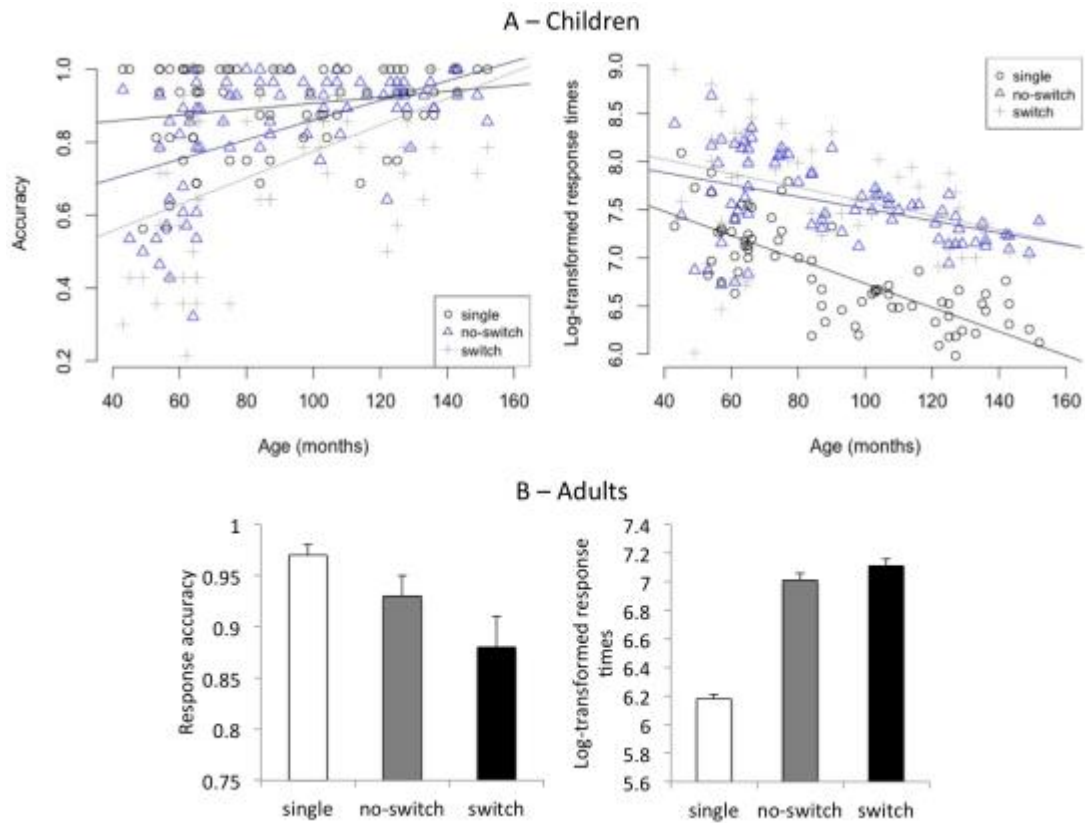 A – Children
Accuracy
1.0
0.8
0.6
0.4
0.2
single
no-switch
switch
40 60 80 100 120 140 160
Age (months)
Log-transformed response times
9.0
8.5
8.0
7.5
7.0
6.5
6.0
single
no-switch
switch
40 60 80 100 120 140 160
Age (months)
B – Adults
Response accuracy
1
0.95
0.9
0.85
0.8
0.75
single no-switch switch
Log-transformed response
times
7.4
7.2
7
6.8
6.6
6.4
6.2
6
5.8
5.6
single no-switch switch